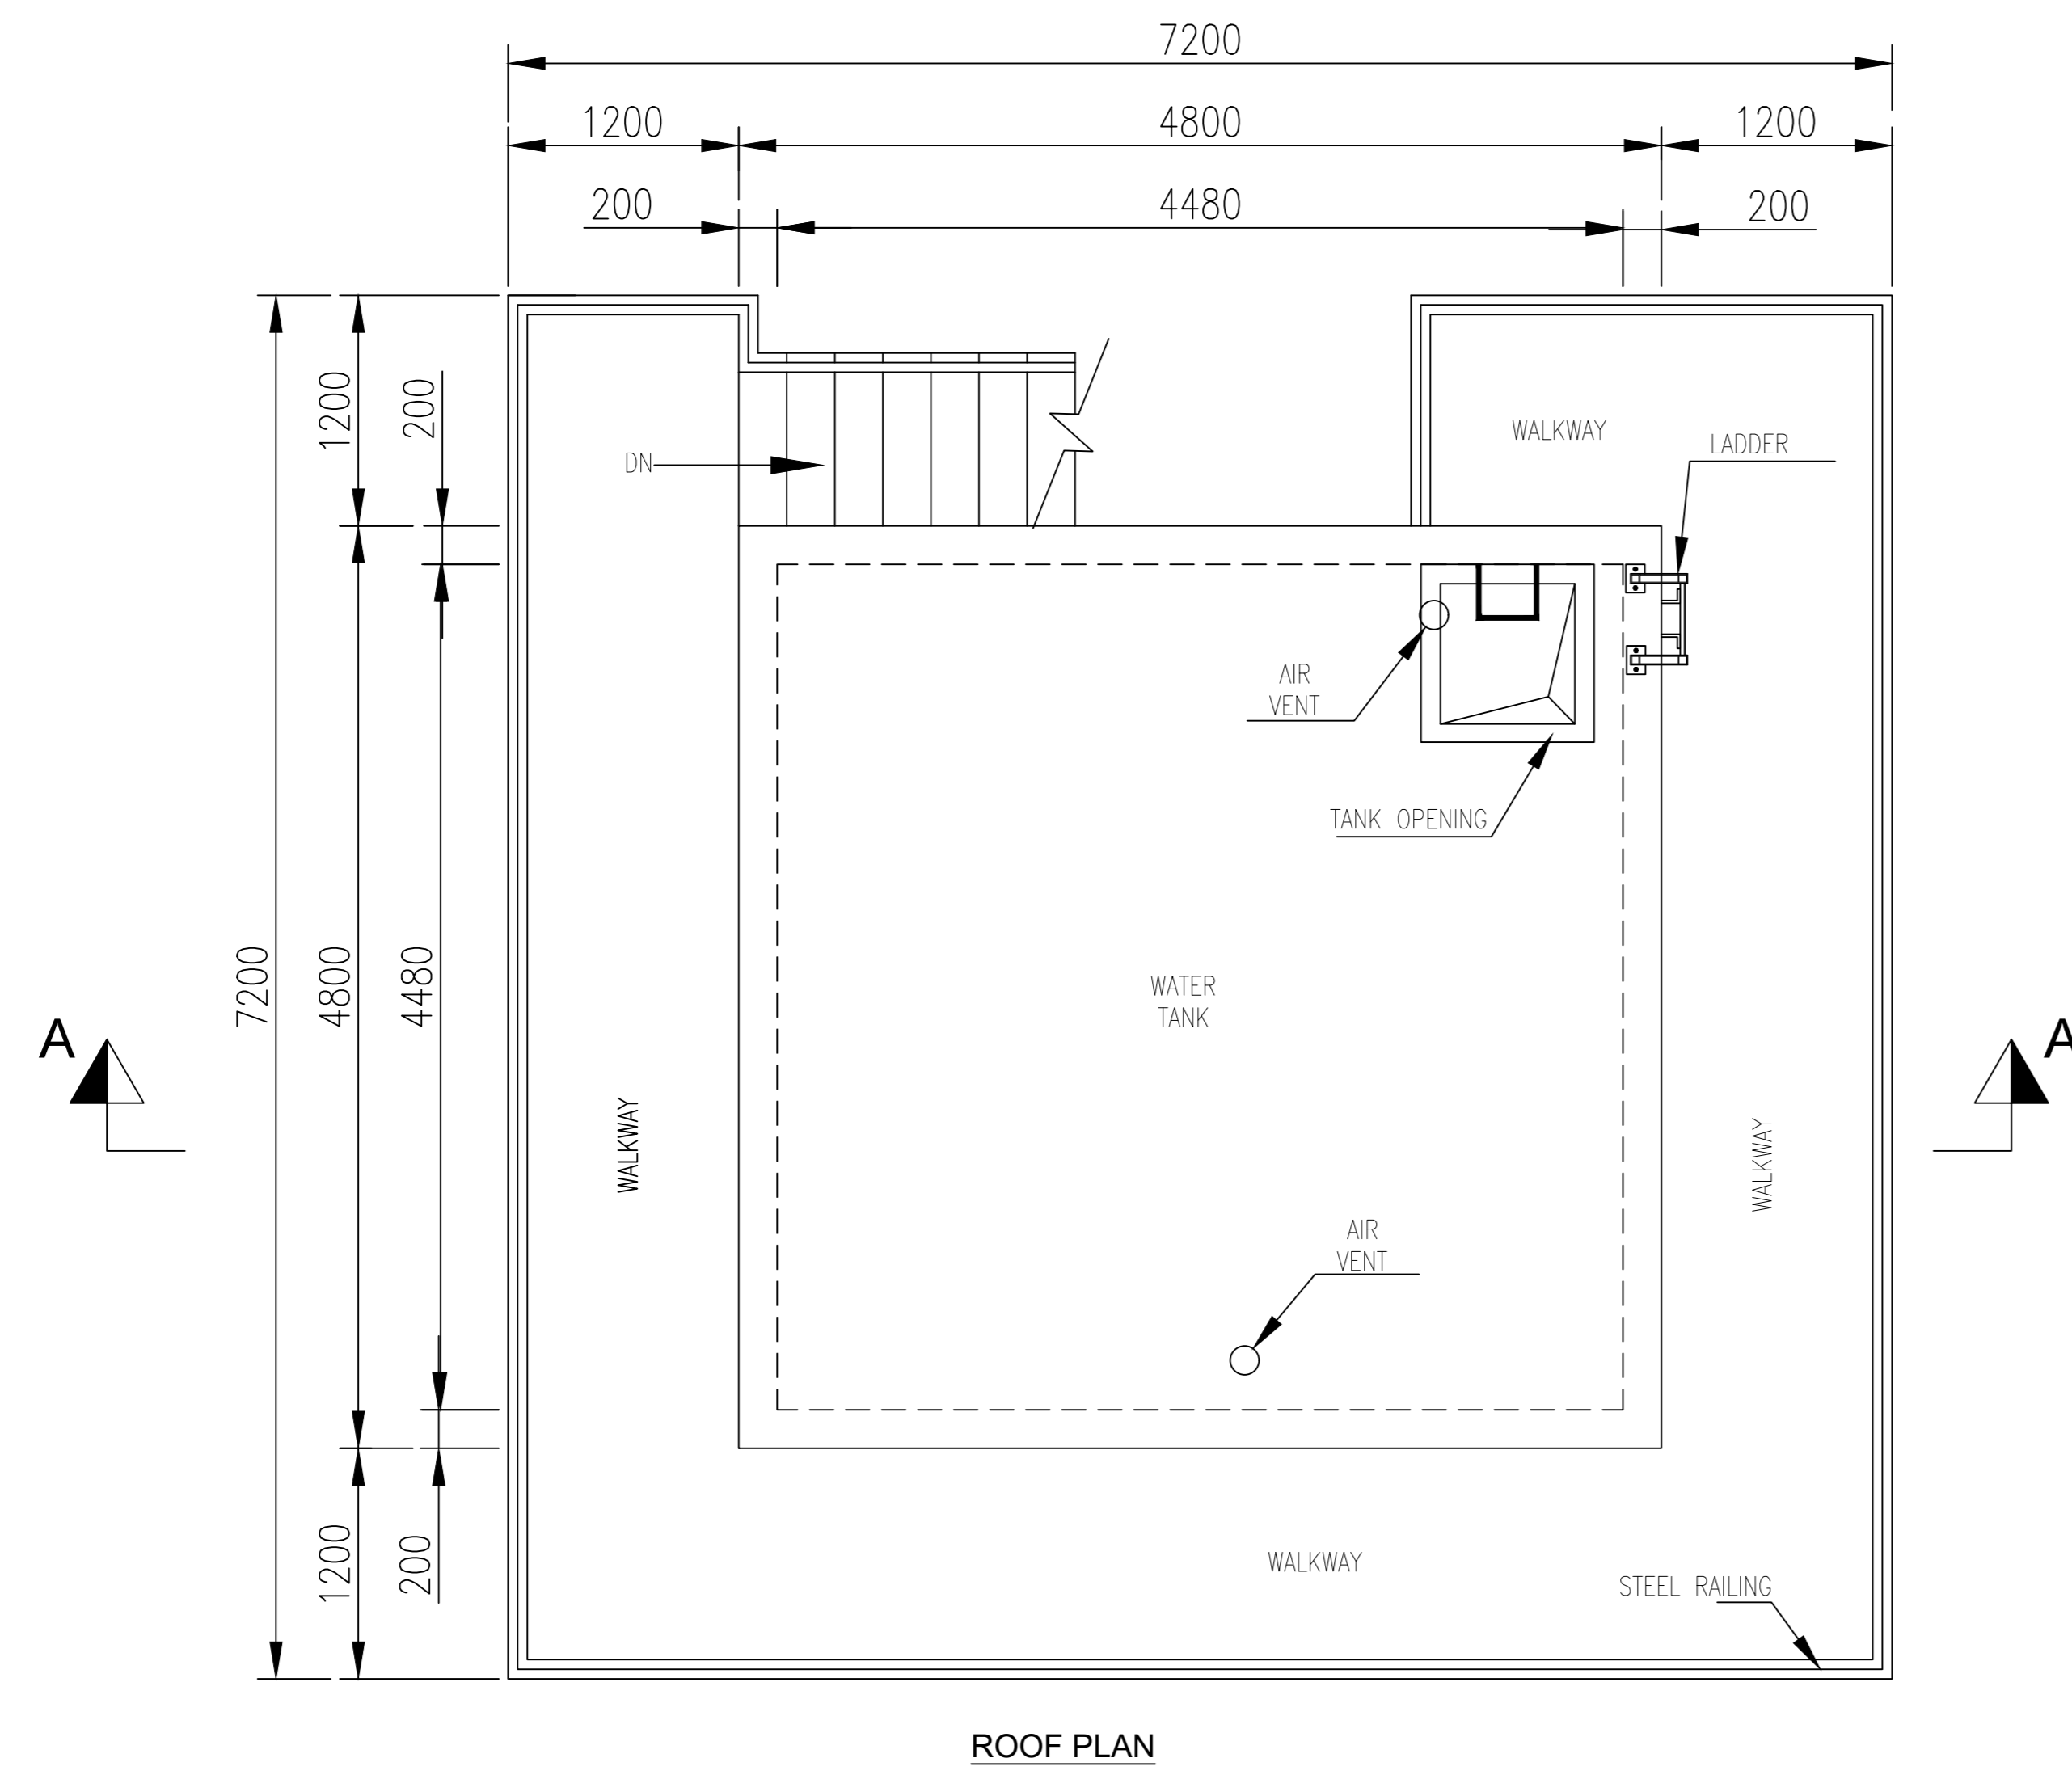 7200
1200 4800 1200
200 4480 200
1200
200
WALKWAY
LADDER
DN
AIR
VENT
TANK OPENING
7200
4800
4480
WATER
TANK
A
A
WALKWAY
WALKWAY
AIR
VENT
1200
200
WALKWAY
STEEL RAILING
ROOF PLAN